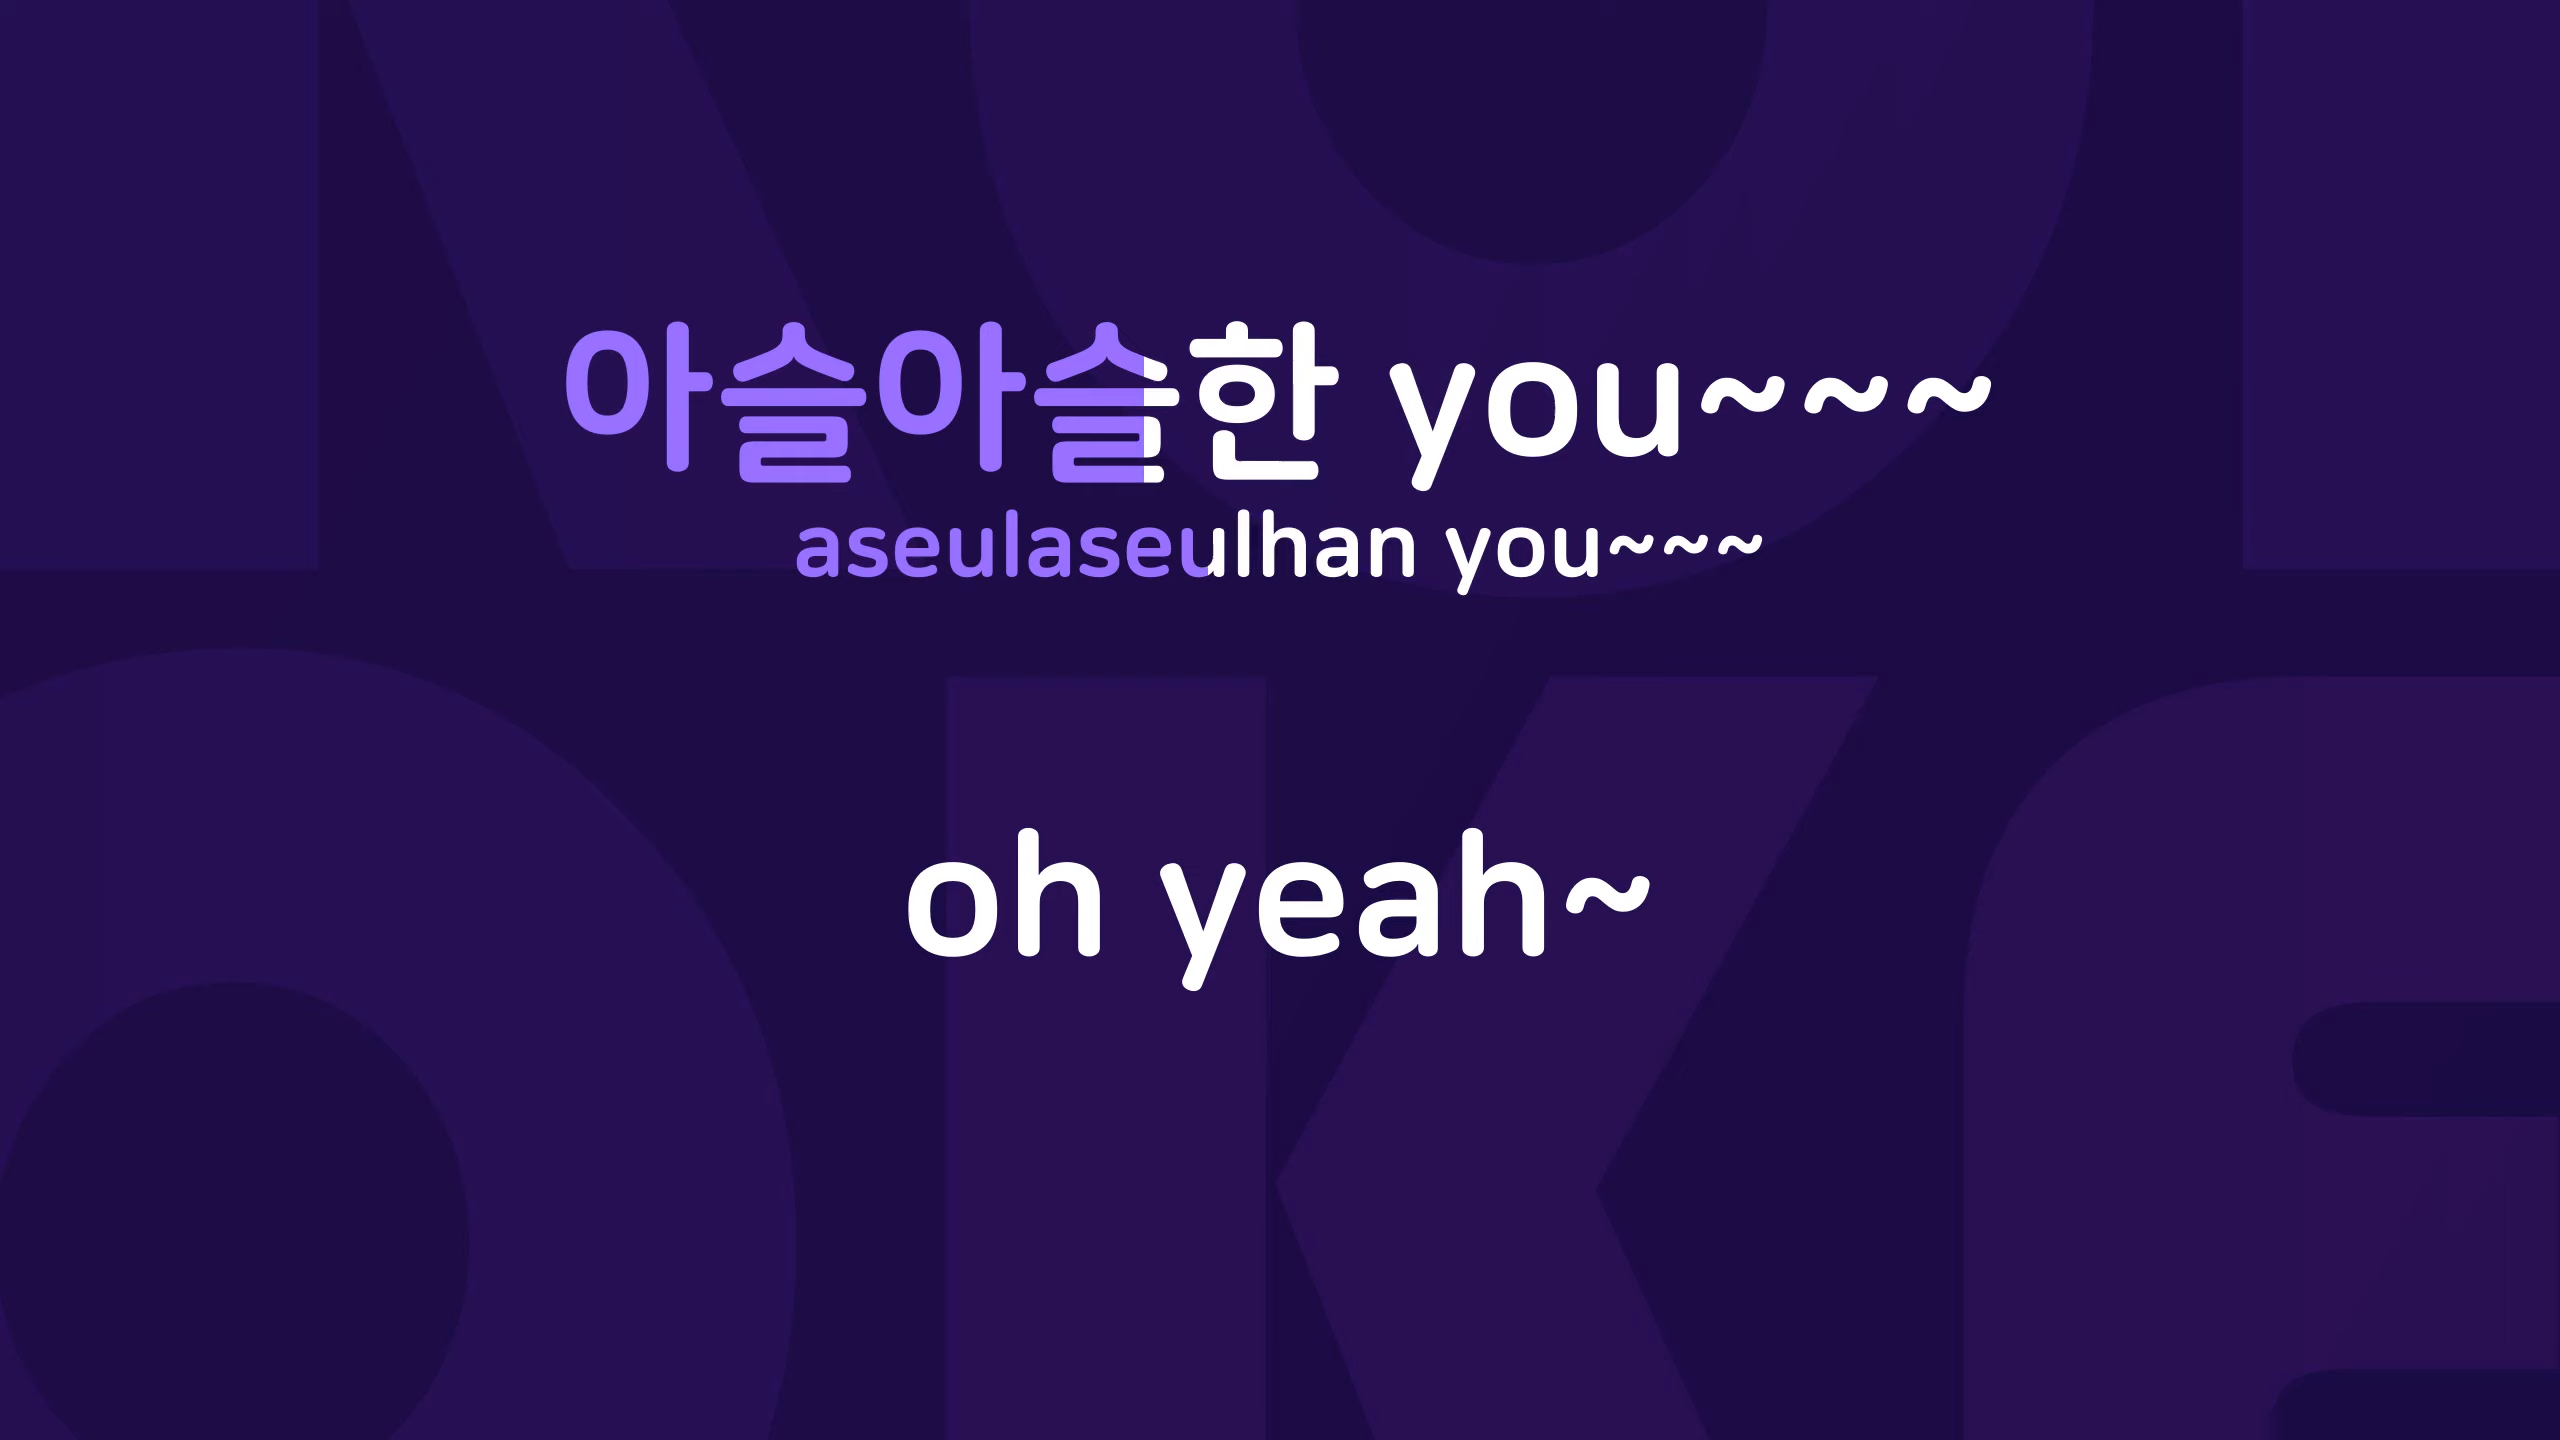 아슬아슬한 you~~~
aseulaseulhan you~~~
oh yeah~